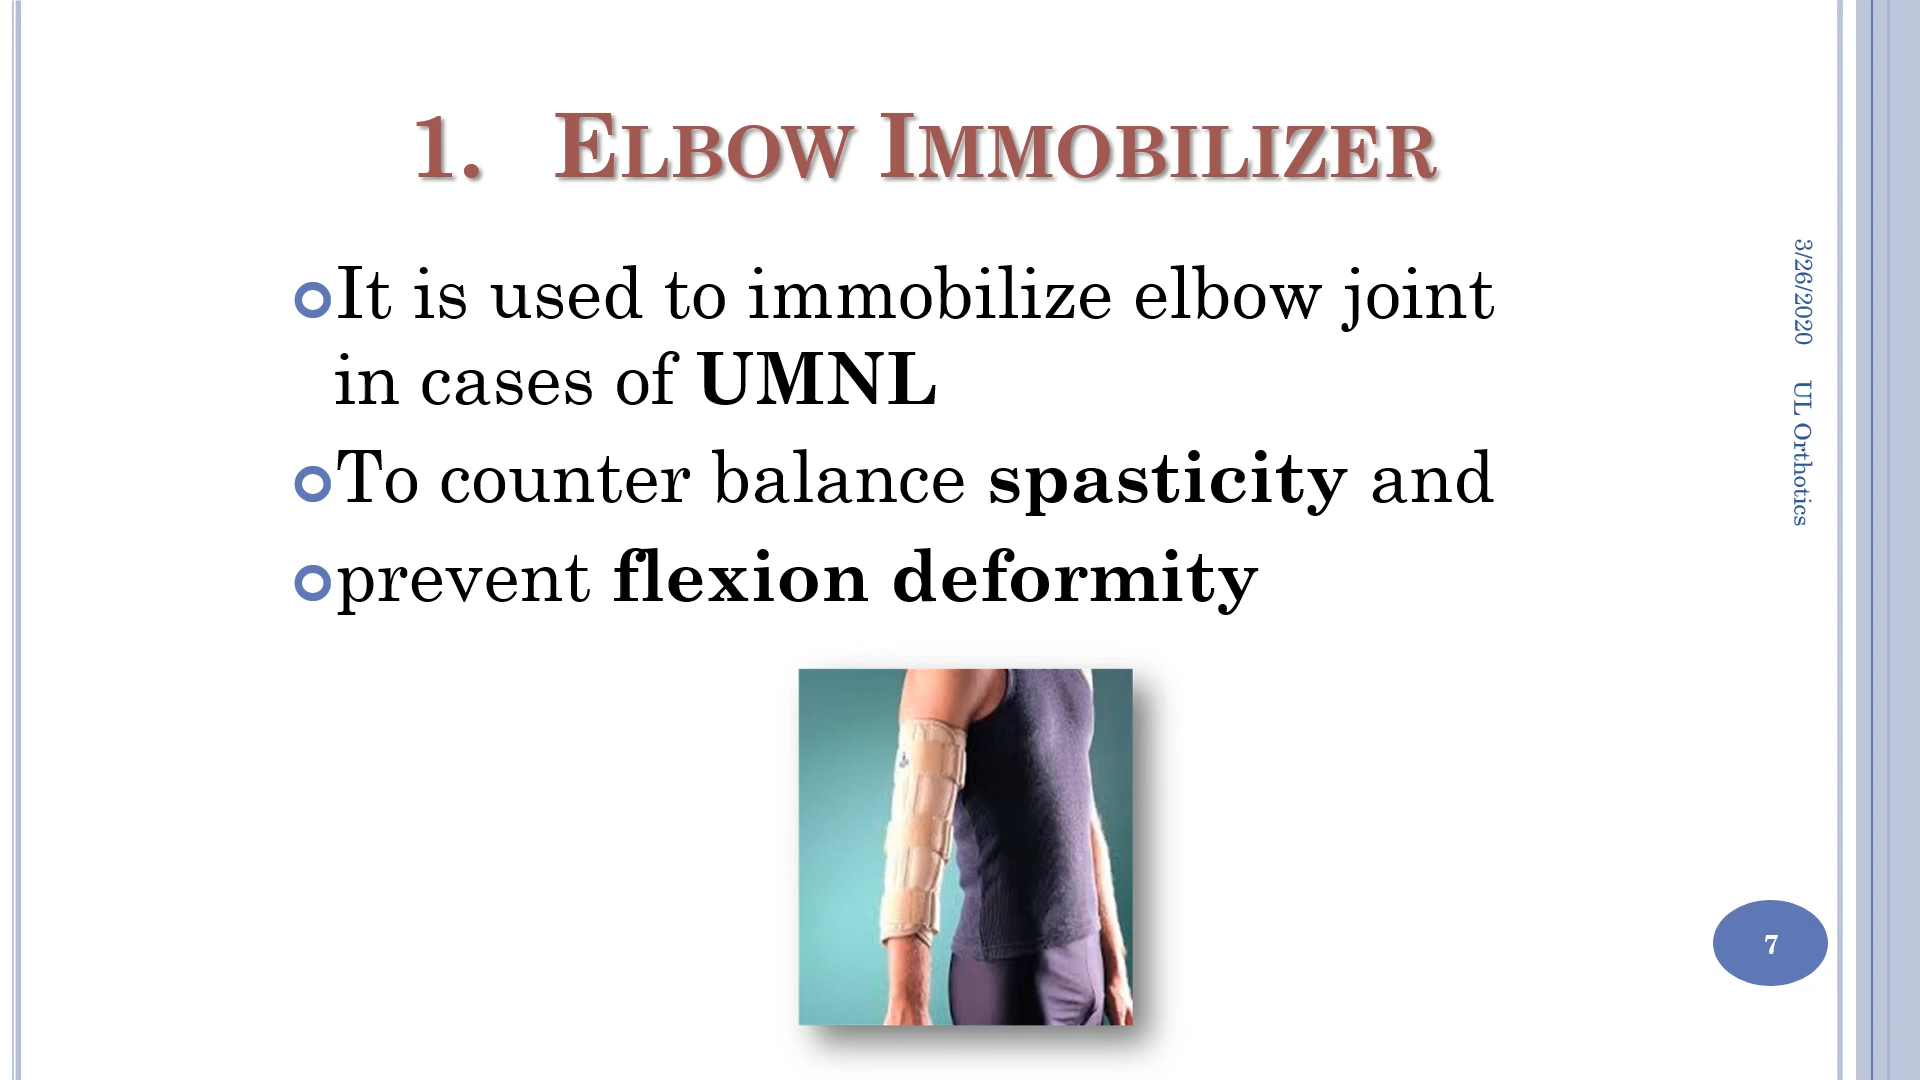 1. Elbow Immobilizer
It is used to immobilize elbow joint
in cases of UMNL
To counter balance spasticity and
prevent flexion deformity
3/26/2020 UL Orthotics
7